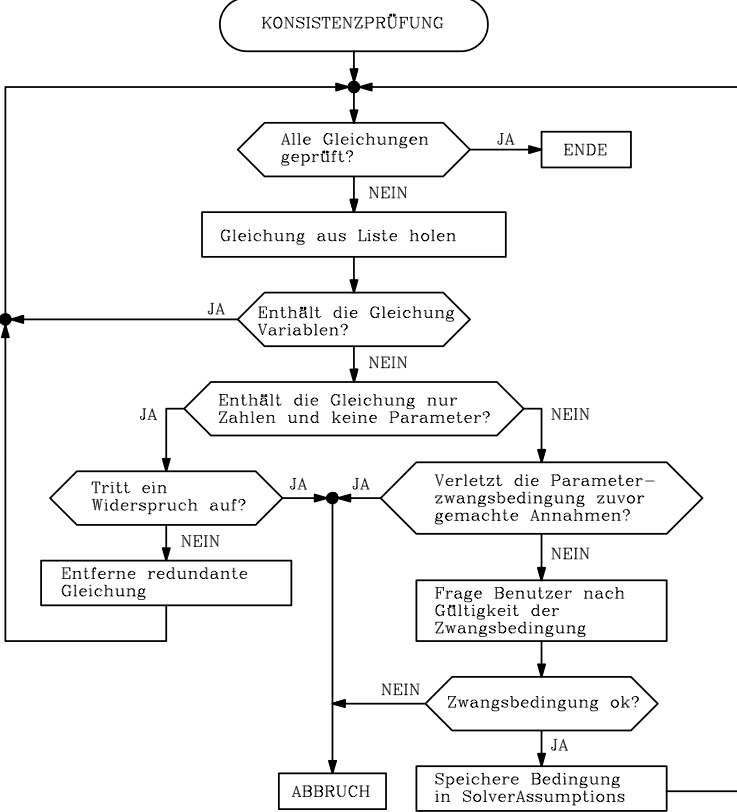 KONSISTENZPRÜFUNG
Alle Gleichungen
geprüft?
JA
ENDE
NEIN
Gleichung aus Liste holen
JA
Enthält die Gleichung
Variablen?
NEIN
Enthält die Gleichung nur
Zahlen und keine Parameter?
JA
NEIN
Tritt ein
Widerspruch auf?
JA
JA
Verletzt die Parameter-
zwangsbedingung zuvor
gemachte Annahmen?
NEIN
NEIN
Entferne redundante
Gleichung
Frage Benutzer nach
Gültigkeit der
Zwangsbedingung
NEIN
Zwangsbedingung ok?
JA
ABBRUCH
Speichere Bedingung
in SolverAssumptions